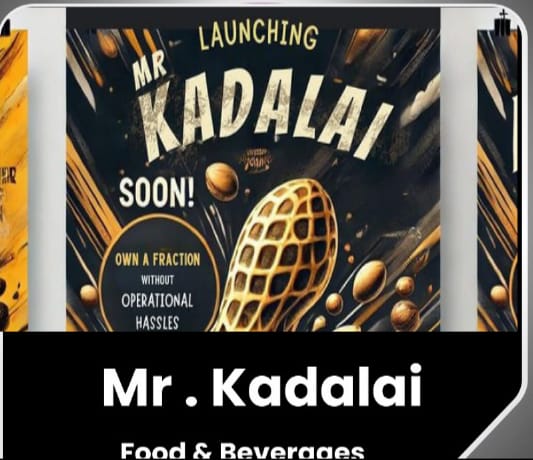 LAUNCHING
MR
KADALAI
SOON!
OWN A FRACTION
WITHOUT
OPERATIONAL
HASSLES
Mr . Kadalai
Food & Beverages